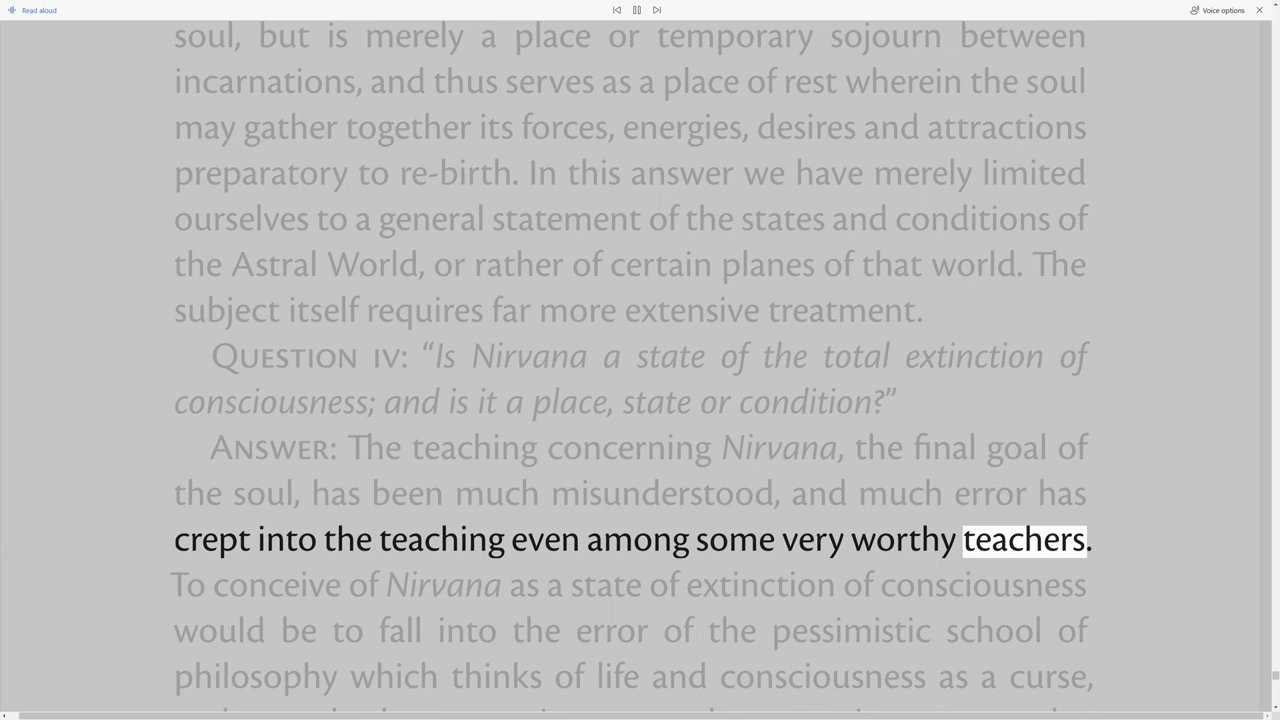 Read aloud
Voice options
soul, but is merely a place or temporary sojourn between
incarnations, and thus serves as a place of rest wherein the soul
may gather together its forces, energies, desires and attractions
preparatory to re-birth. In this answer we have merely limited
ourselves to a general statement of the states and conditions of
the Astral World, or rather of certain planes of that world. The
subject itself requires far more extensive treatment.
QUESTION IV: “Is Nirvana a state of the total extinction of
consciousness; and is it a place, state or condition?”
ANSWER: The teaching concerning Nirvana, the final goal of
the soul, has been much misunderstood, and much error has
crept into the teaching even among some very worthy teachers.
To conceive of Nirvana as a state of extinction of consciousness
would be to fall into the error of the pessimistic school of
philosophy which thinks of life and consciousness as a curse,